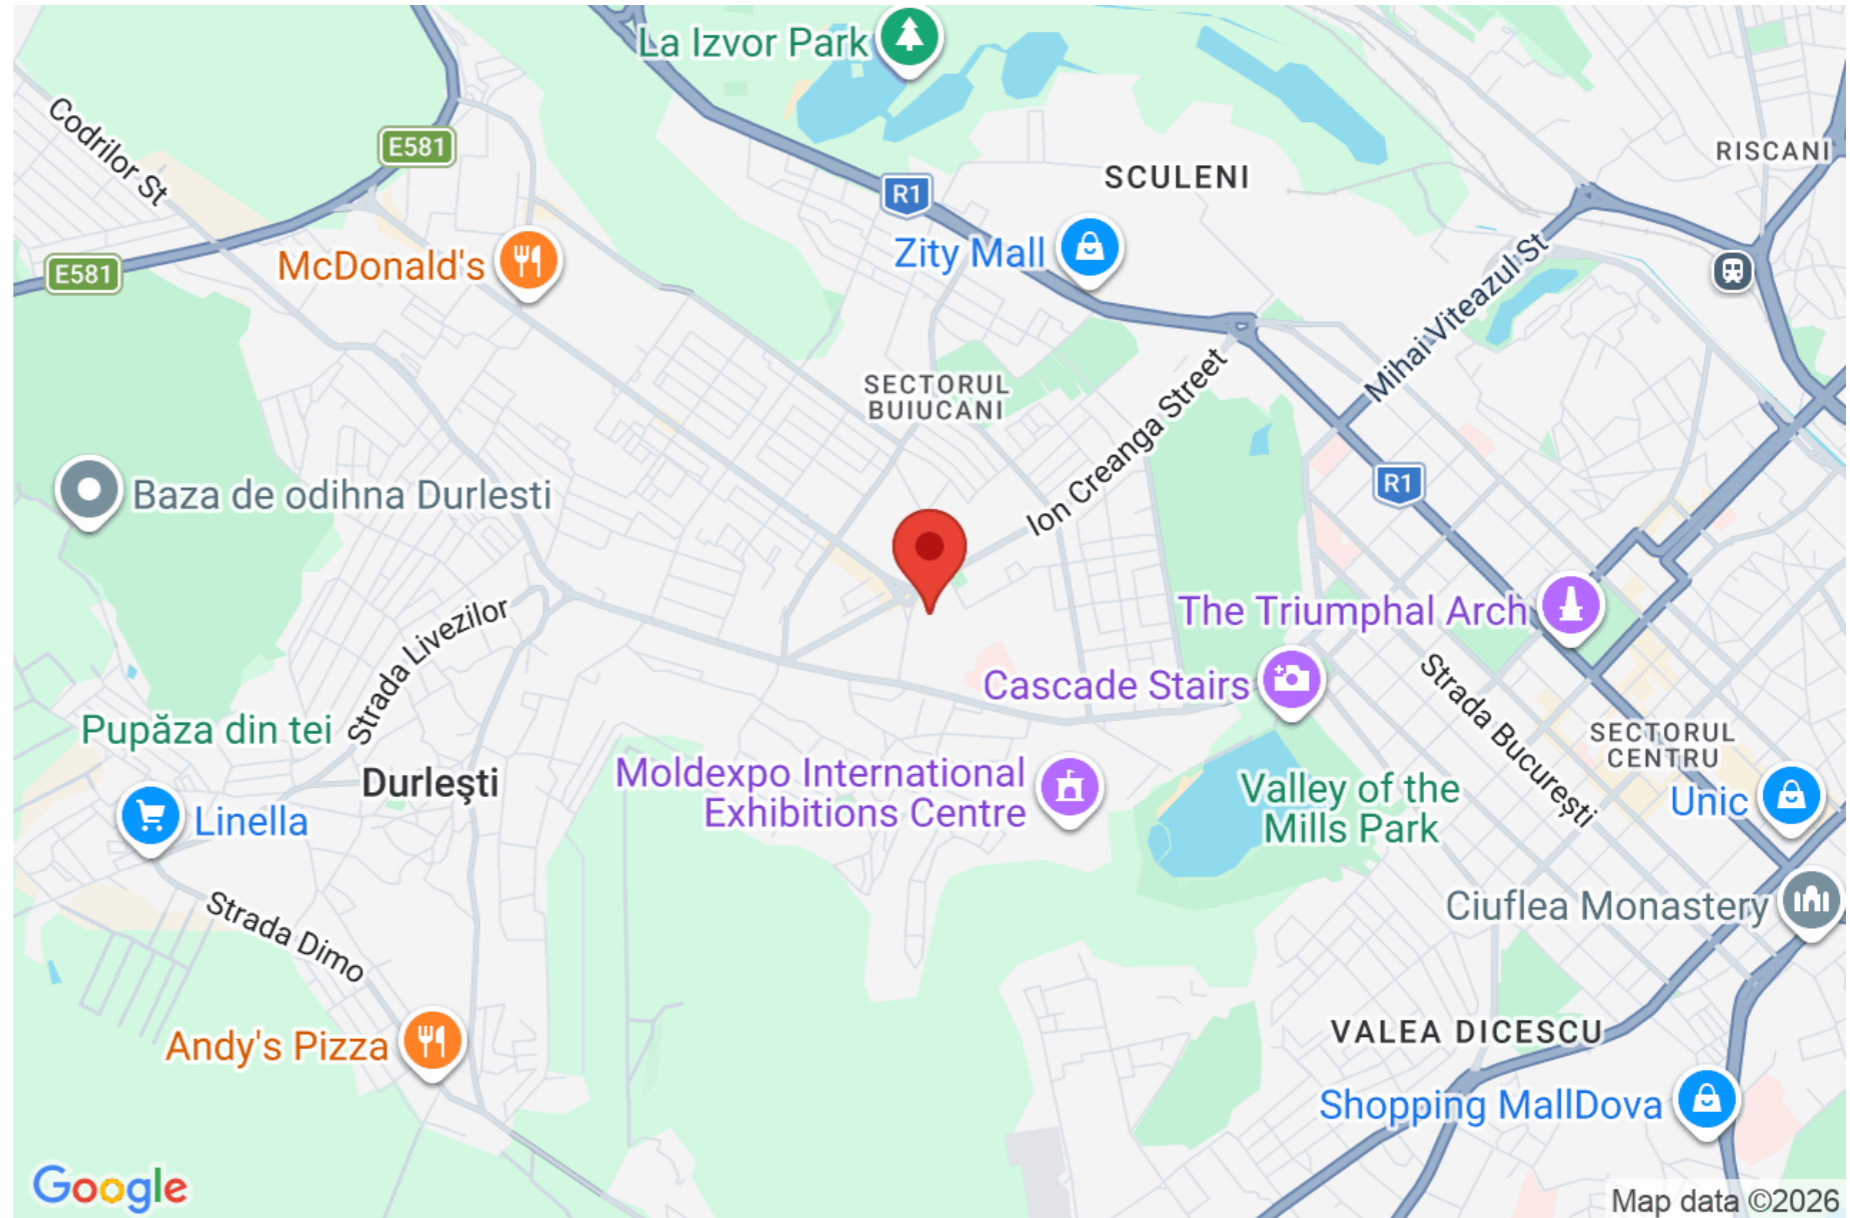 La Izvor Park
Codrilor St
E581
RISCANI
SCULENI
R1
Zity Mall
McDonald's
E581
Mihai Viteazul St
SECTORUL
BUIUCANI
Ion Creanga Street
R1
Baza de odihna Durlesti
Strada Livezilor
The Triumphal Arch
Cascade Stairs
Strada București
Pupăza din tei
SECTORUL
CENTRU
Durleşti
Moldexpo International
Exhibitions Centre
Valley of the
Mills Park
Unic
Linella
Ciuflea Monastery
Strada Dimo
VALEA DICESCU
Andy's Pizza
Shopping MallDova
Google
Map data ©2026